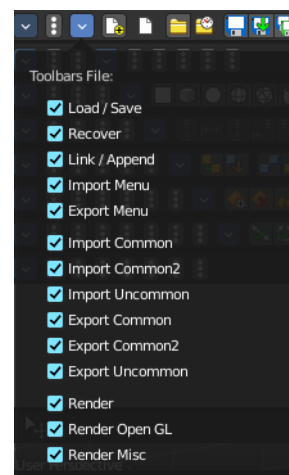 Toolbars File:
Load / Save
Recover
Link / Append
Import Menu
Export Menu
Import Common
Import Common2
Import Uncommon
Export Common
Export Common2
Export Uncommon
Render
Render Open GL
Render Misc
User Perspective